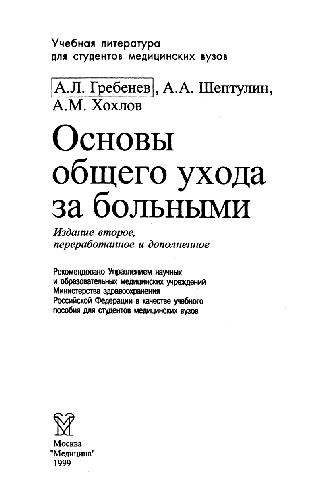 Учебная литература
для студентов медицинских вузов
А.Л. Гребенев, А.А. Шептулин,
А.М. Хохлов
Основы
общего ухода
за больными
Издание второе,
переработанное и дополненное
Рекомендовано Управлением научных
и образовательных медицинских учреждений
Министерства здравоохранения
Российской Федерации в качестве учебного
пособия для студентов медицинских вузов
Москва
"Медицина"
1999